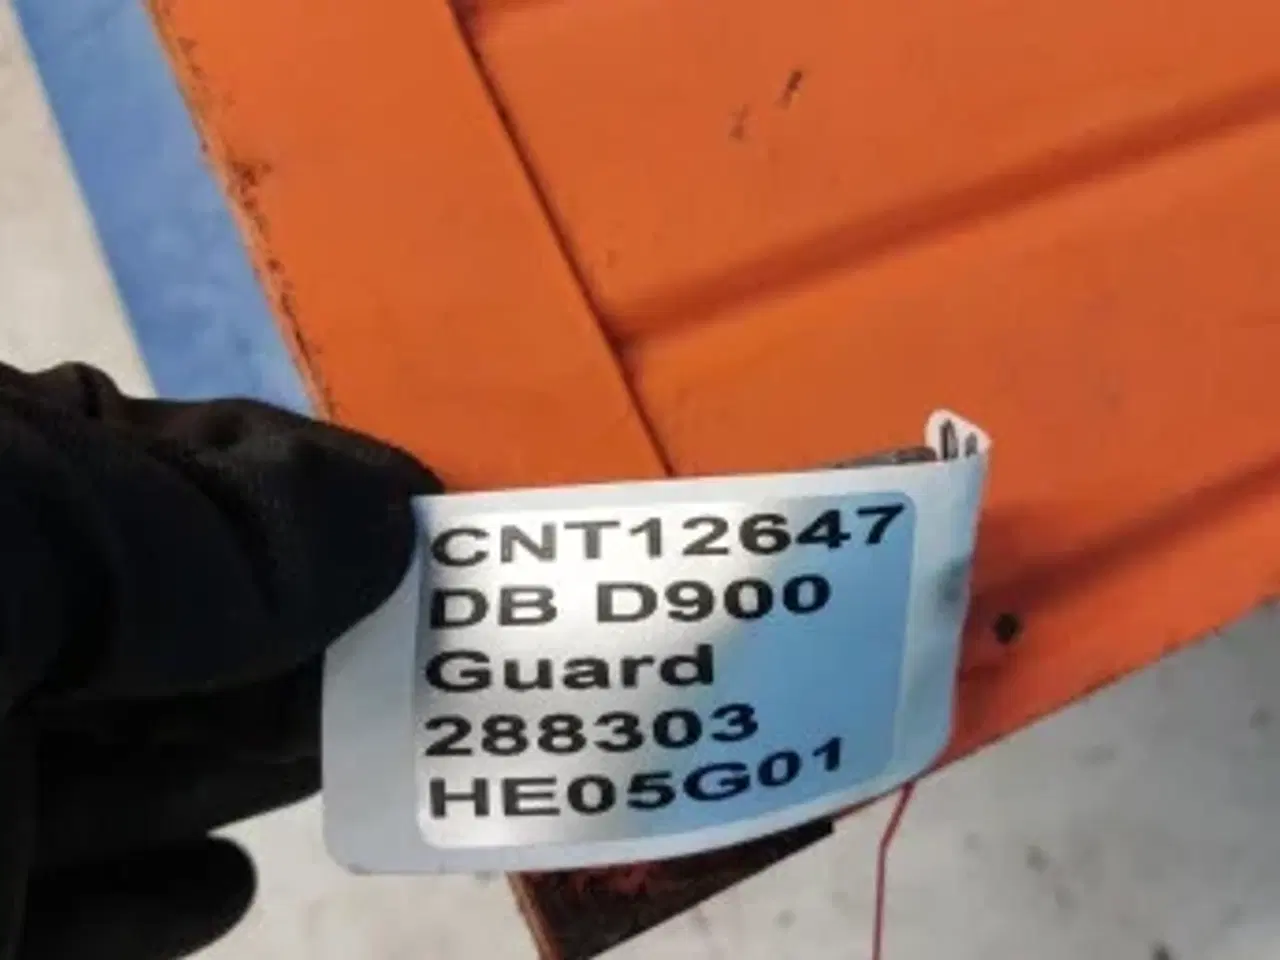 CNT12647
DB D900
Guard
288303
HE05G01